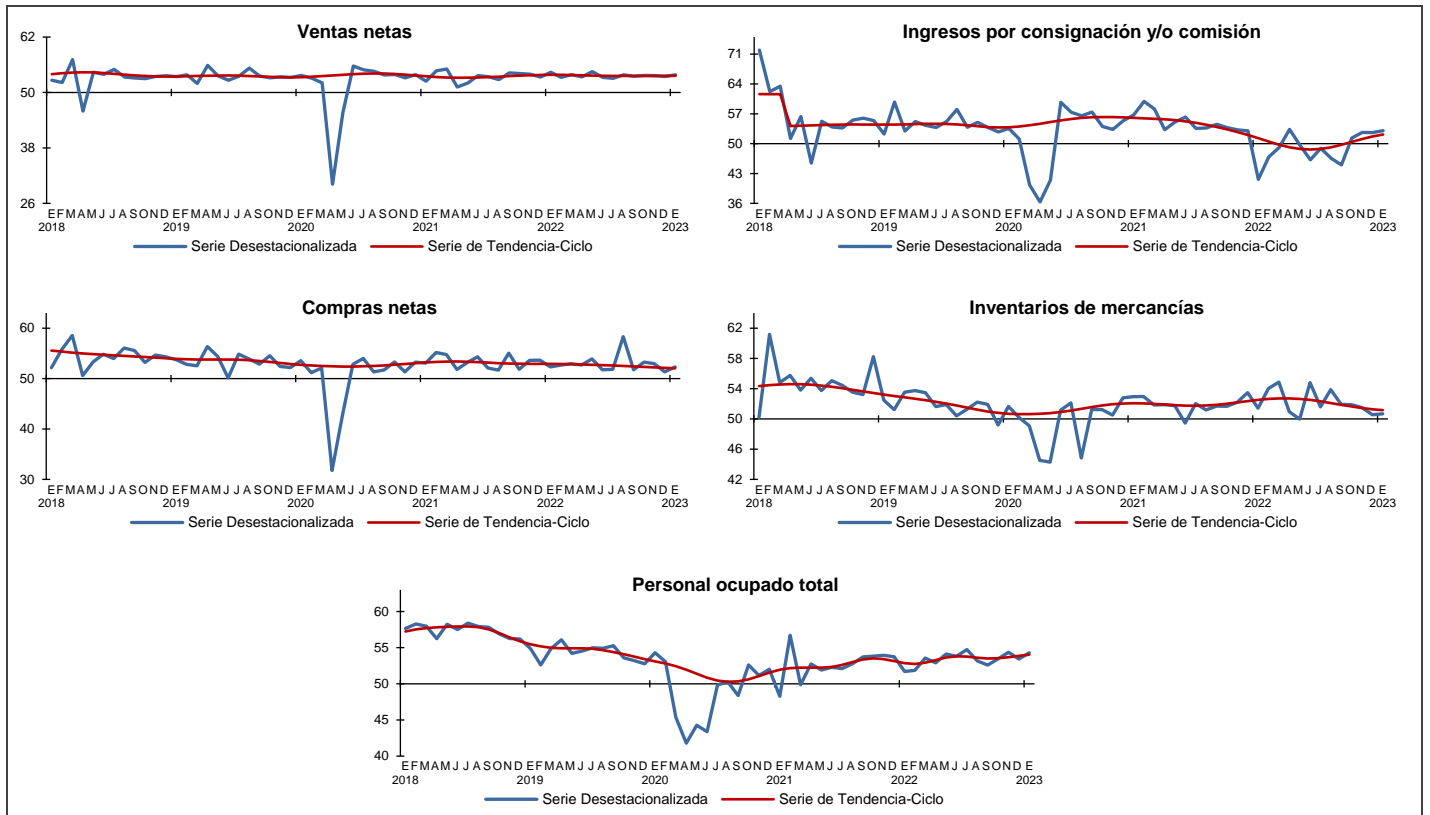 Ventas netas
62
50
38
26
E F M A M J J A S O N D E F M A M J J A S O N D E F M A M J J A S O N D E F M A M J J A S O N D E F M A M J J A S O N D E
2018 2019 2020 2021 2022 2023
Serie Desestacionalizada Serie de Tendencia-Ciclo
Ingresos por consignación y/o comisión
71
64
57
50
43
36
E F M A M J J A S O N D E F M A M J J A S O N D E F M A M J J A S O N D E F M A M J J A S O N D E F M A M J J A S O N D E
2018 2019 2020 2021 2022 2023
Serie Desestacionalizada Serie de Tendencia-Ciclo
Compras netas
60
50
40
30
E F M A M J J A S O N D E F M A M J J A S O N D E F M A M J J A S O N D E F M A M J J A S O N D E F M A M J J A S O N D E
2018 2019 2020 2021 2022 2023
Serie Desestacionalizada Serie de Tendencia-Ciclo
Inventarios de mercancías
62
58
54
50
46
42
E F M A M J J A S O N D E F M A M J J A S O N D E F M A M J J A S O N D E F M A M J J A S O N D E F M A M J J A S O N D E
2018 2019 2020 2021 2022 2023
Serie Desestacionalizada Serie de Tendencia-Ciclo
Personal ocupado total
60
55
50
45
40
E F M A M J J A S O N D E F M A M J J A S O N D E F M A M J J A S O N D E F M A M J J A S O N D E F M A M J J A S O N D E
2018 2019 2020 2021 2022 2023
Serie Desestacionalizada Serie de Tendencia-Ciclo